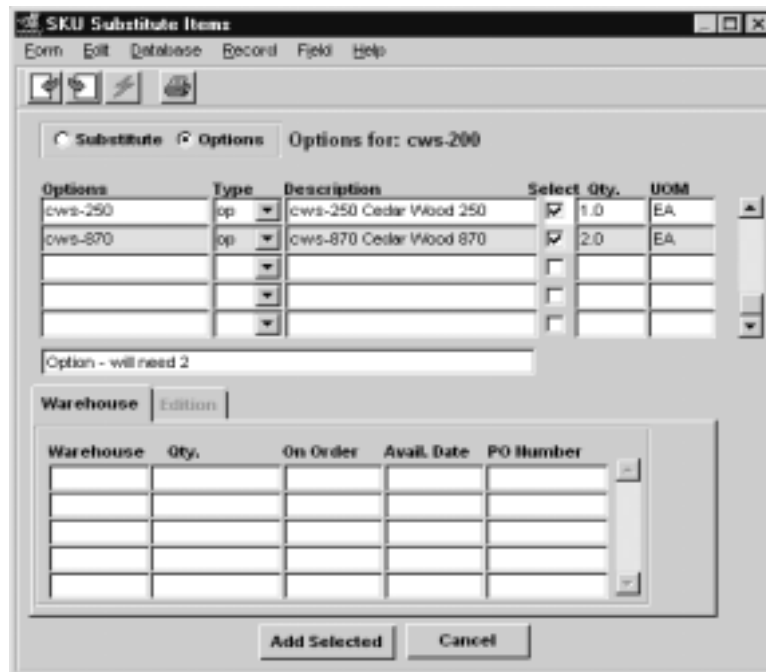 SKU Substitute Items
Form Edit Database Record Field Help
Substitute Options Options for: cws-200
Options Type Description Select Qty. UOM
cws-250 op cws-250 Cedar Wood 250 1.0 EA
cws-870 op cws-870 Cedar Wood 870 2.0 EA
Option - will need 2
Warehouse Edition
Warehouse Qty. On Order Avail. Date PO Number
Add Selected Cancel